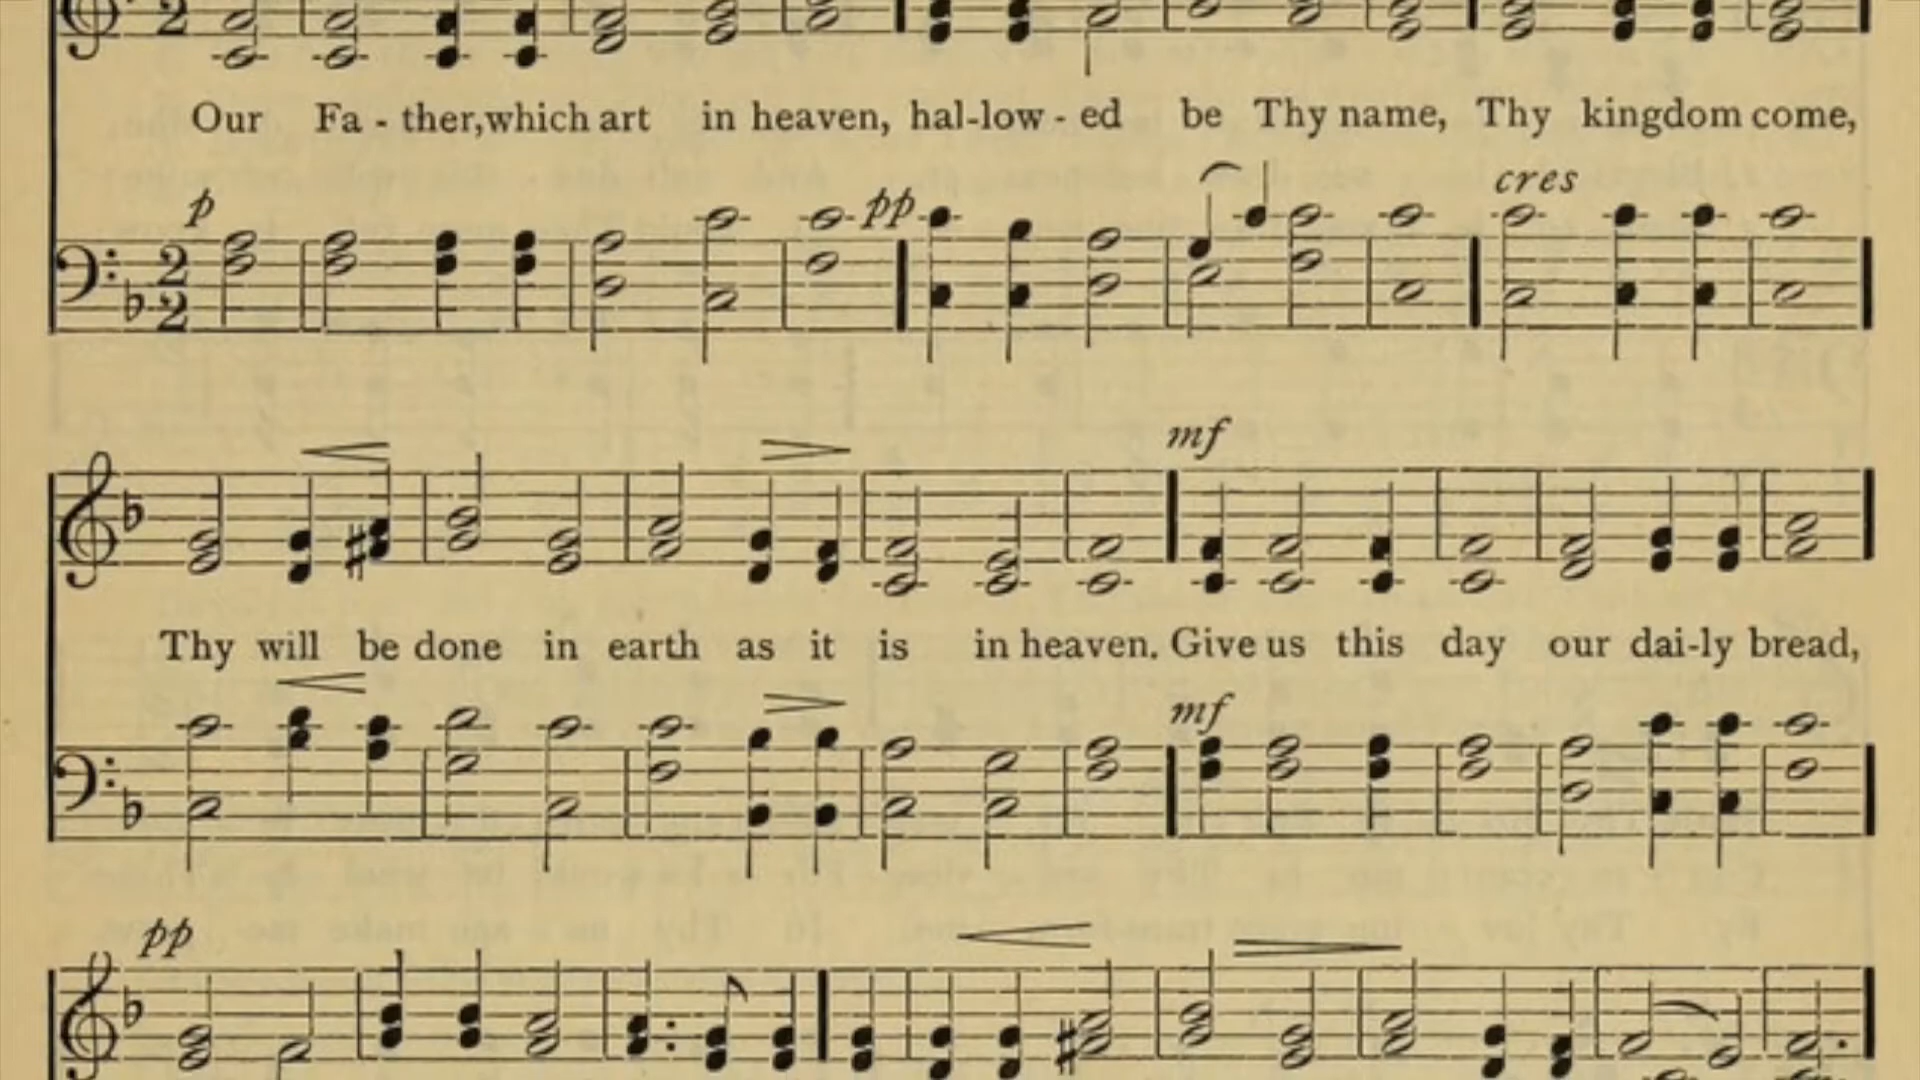 Our Fa - ther, which art in heaven, hal-low - ed be Thy name, Thy kingdom come,
p pp cres
mf
Thy will be done in earth as it is in heaven. Give us this day our dai-ly bread,
mf
pp